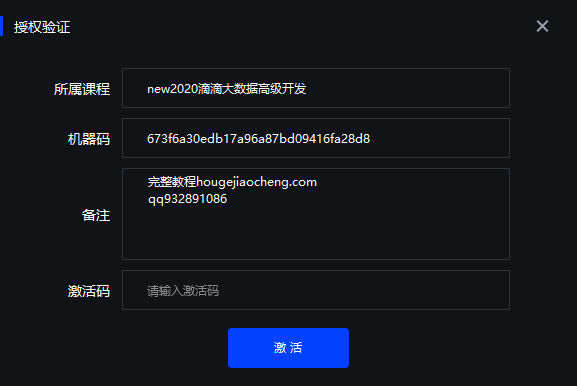 授权验证
所属课程 new2020滴滴大数据高级开发
机器码 673f6a30edb17a96a87bd09416fa28d8
完整教程hougejiaocheng.com
备注 qq932891086
激活码 请输入激活码
激 活